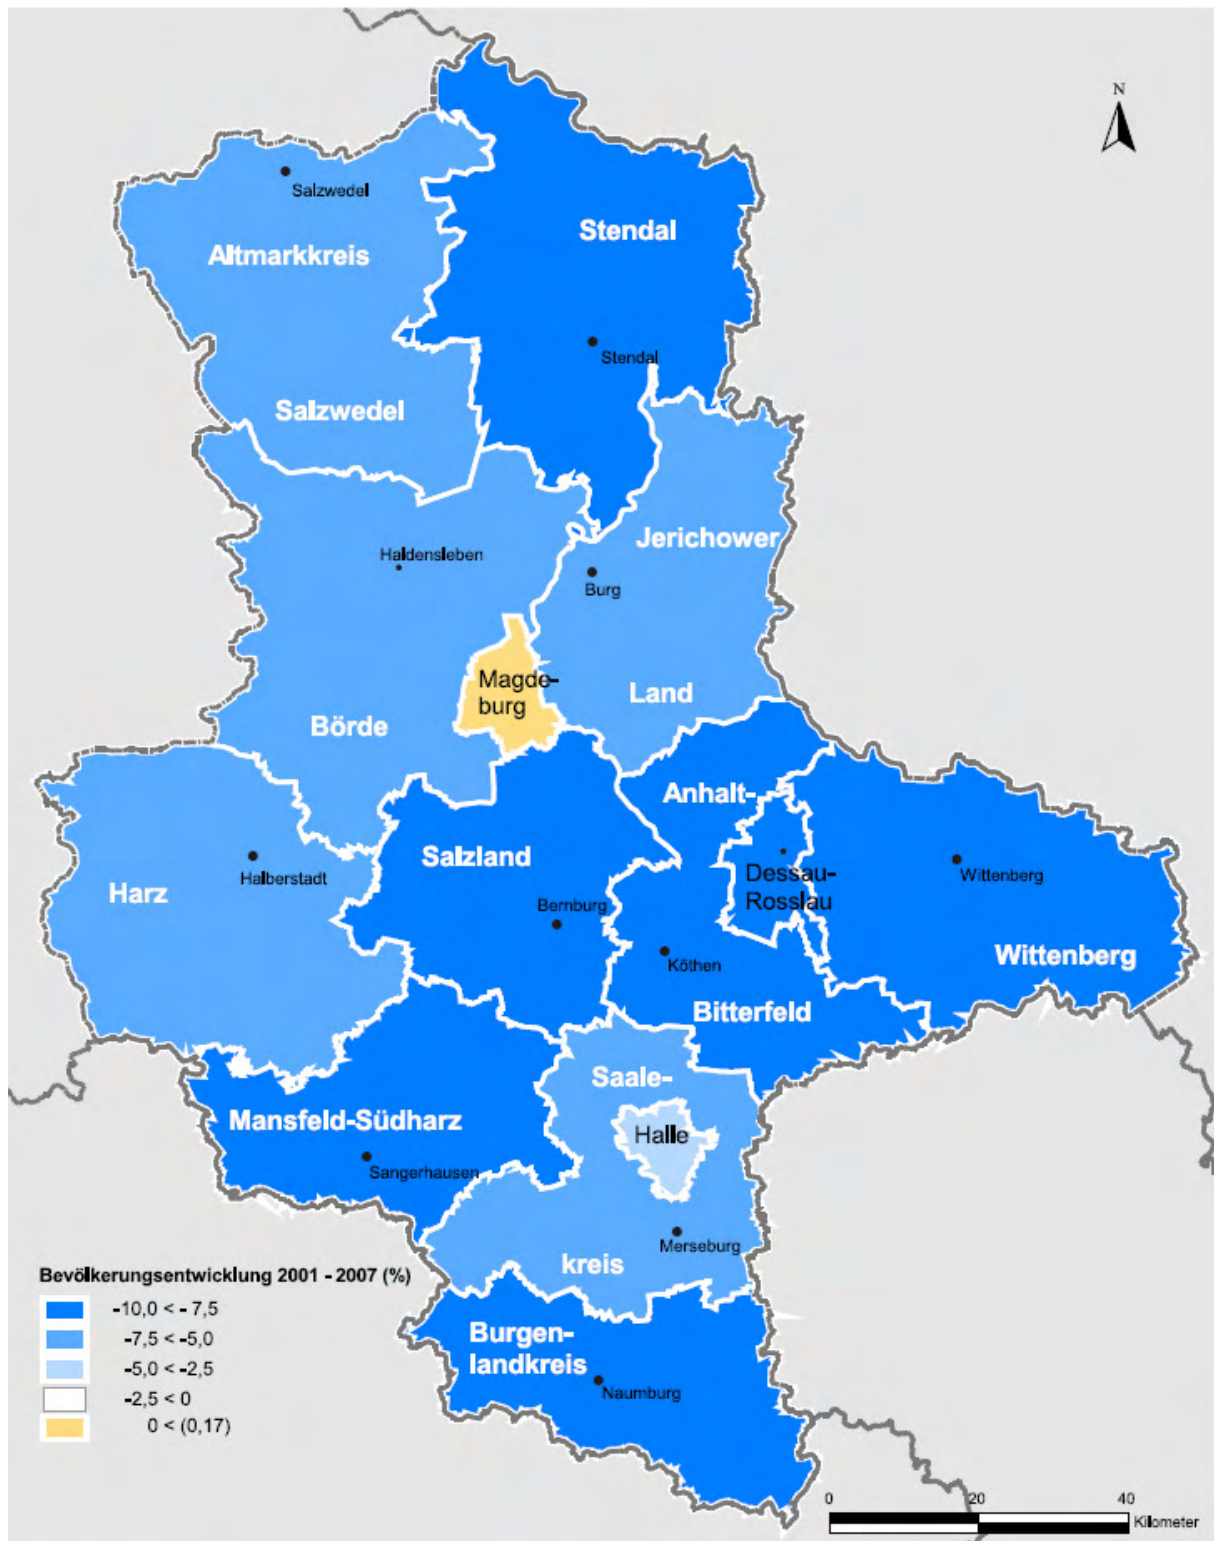 N
Salzwedel
Altmarkkreis
Salzwedel
Stendal
Stendal
Haldensleben
Jerichower
Burg
Land
Magde-
burg
Börde
Anhalt-
Salzland
Halberstadt
Harz
Bernburg
Dessau-
Rosslau
Wittenberg
Wittenberg
Köthen
Bitterfeld
Saale-
Halle
Mansfeld-Südharz
Sangerhausen
Merseburg
kreis
Burgen-
landkreis
Naumburg
Bevölkerungsentwicklung 2001 - 2007 (%)
-10,0 < - 7,5
-7,5 < -5,0
-5,0 < -2,5
-2,5 < 0
0 < (0,17)
0 20 40
Kilometer